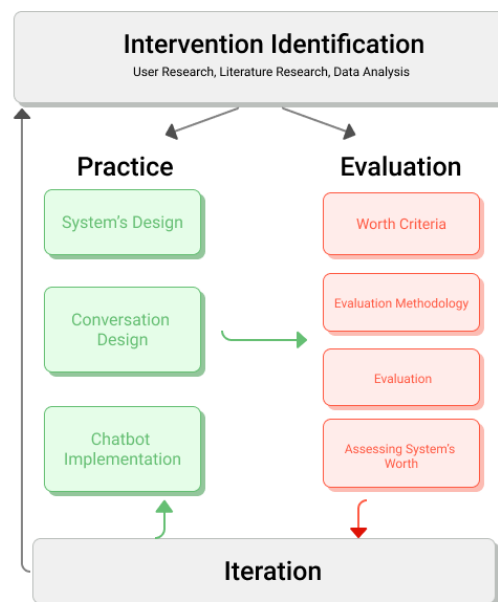 Intervention Identification
User Research, Literature Research, Data Analysis
Practice
System's Design
Conversation
Design
Chatbot
Implementation
Evaluation
Worth Criteria
Evaluation Methodology
Evaluation
Assessing System's
Worth
Iteration